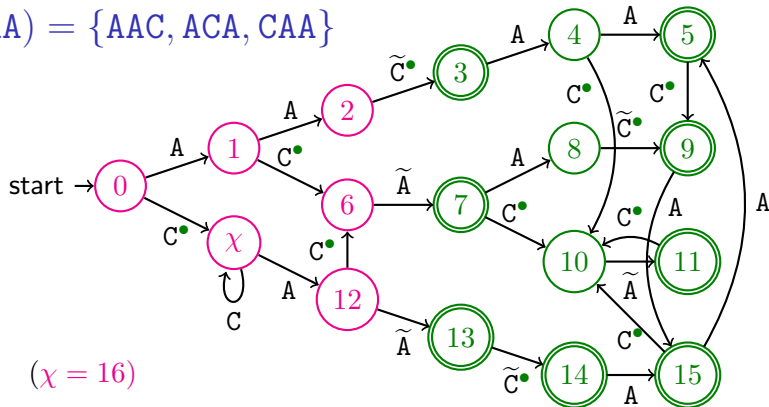 A) = {AAC, ACA, CAA}
A
4
A
5
C̃•
3
C•
C•
A
2
A
1
C•
A
8
C̃•
9
start
0
A
6
Ã
7
C•
A
A
C•
χ
C•
C•
10
11
Ã
A
12
C
Ã
13
C•
(χ = 16)
C̃•
14
A
15